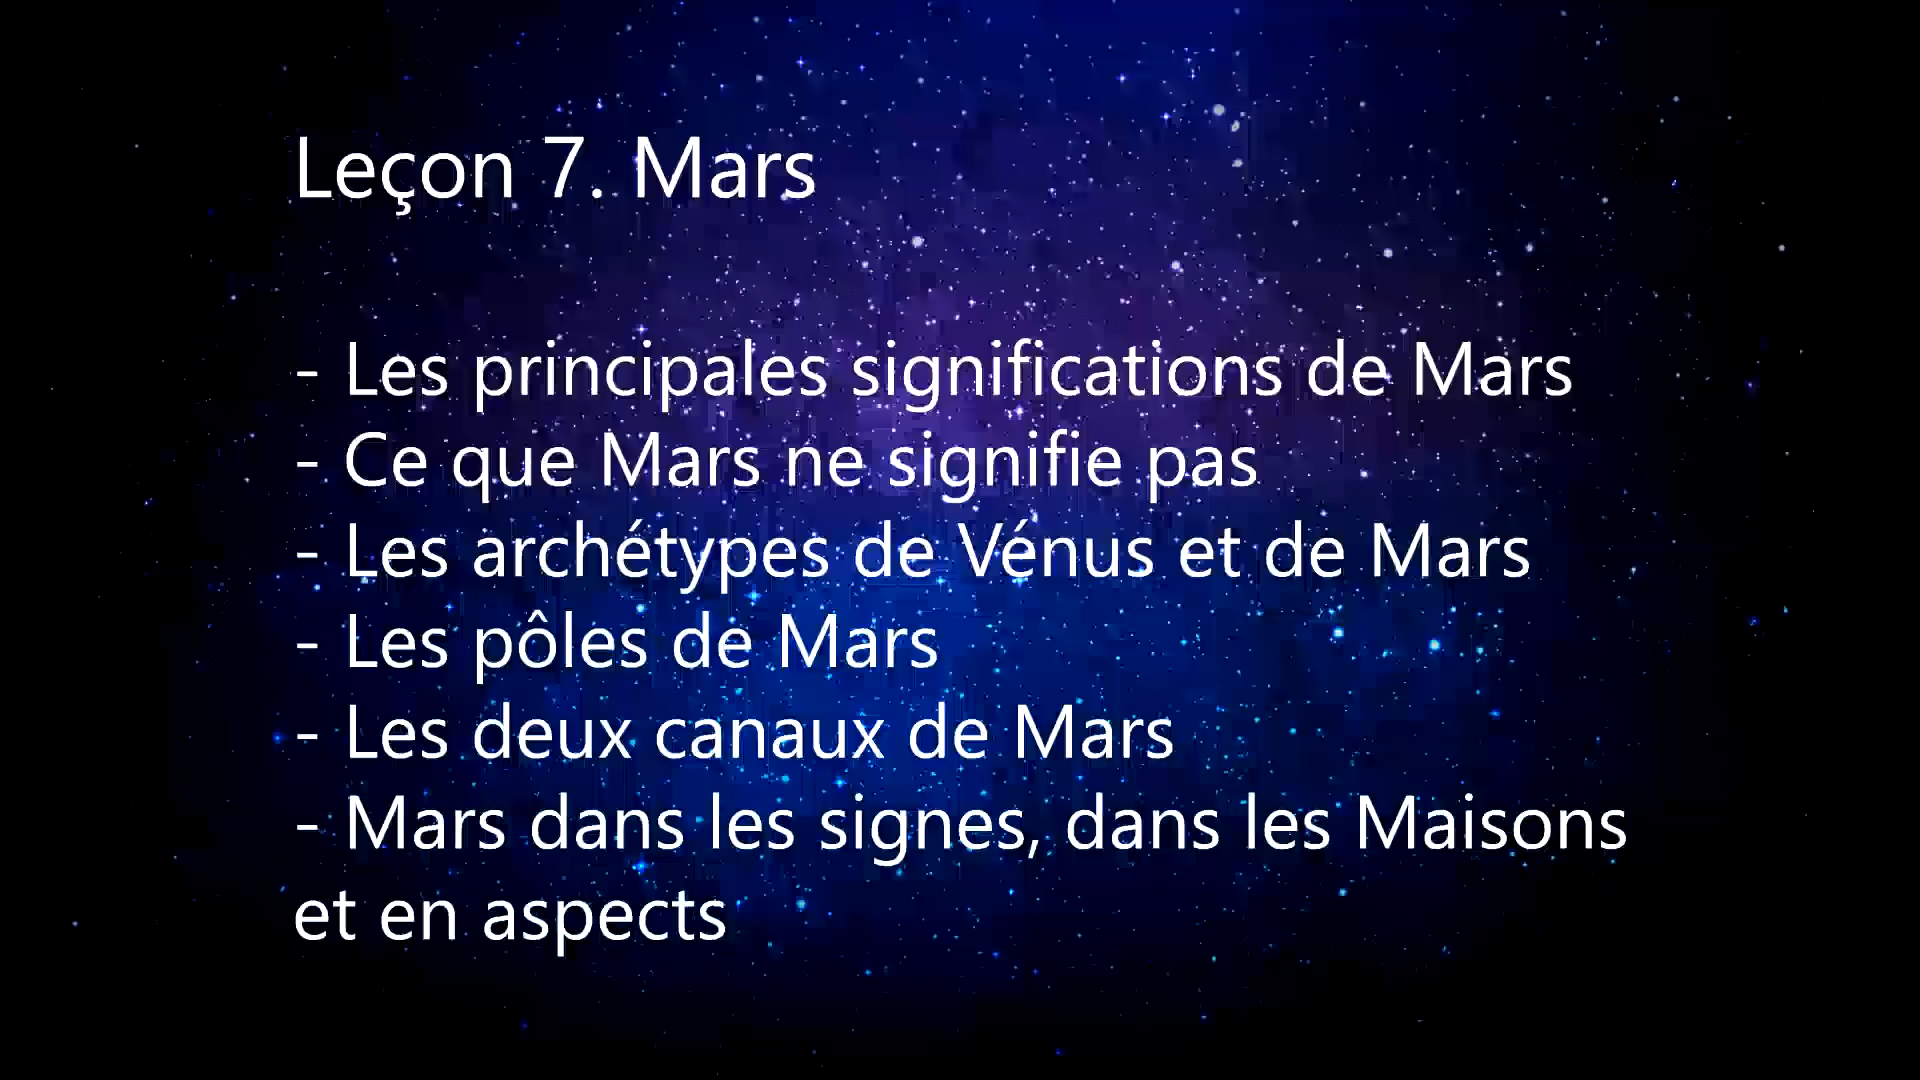 Leçon 7. Mars
- Les principales significations de Mars
- Ce que Mars ne signifie pas
- Les archétypes de Vénus et de Mars
- Les pôles de Mars
- Les deux canaux de Mars
- Mars dans les signes, dans les Maisons
et en aspects